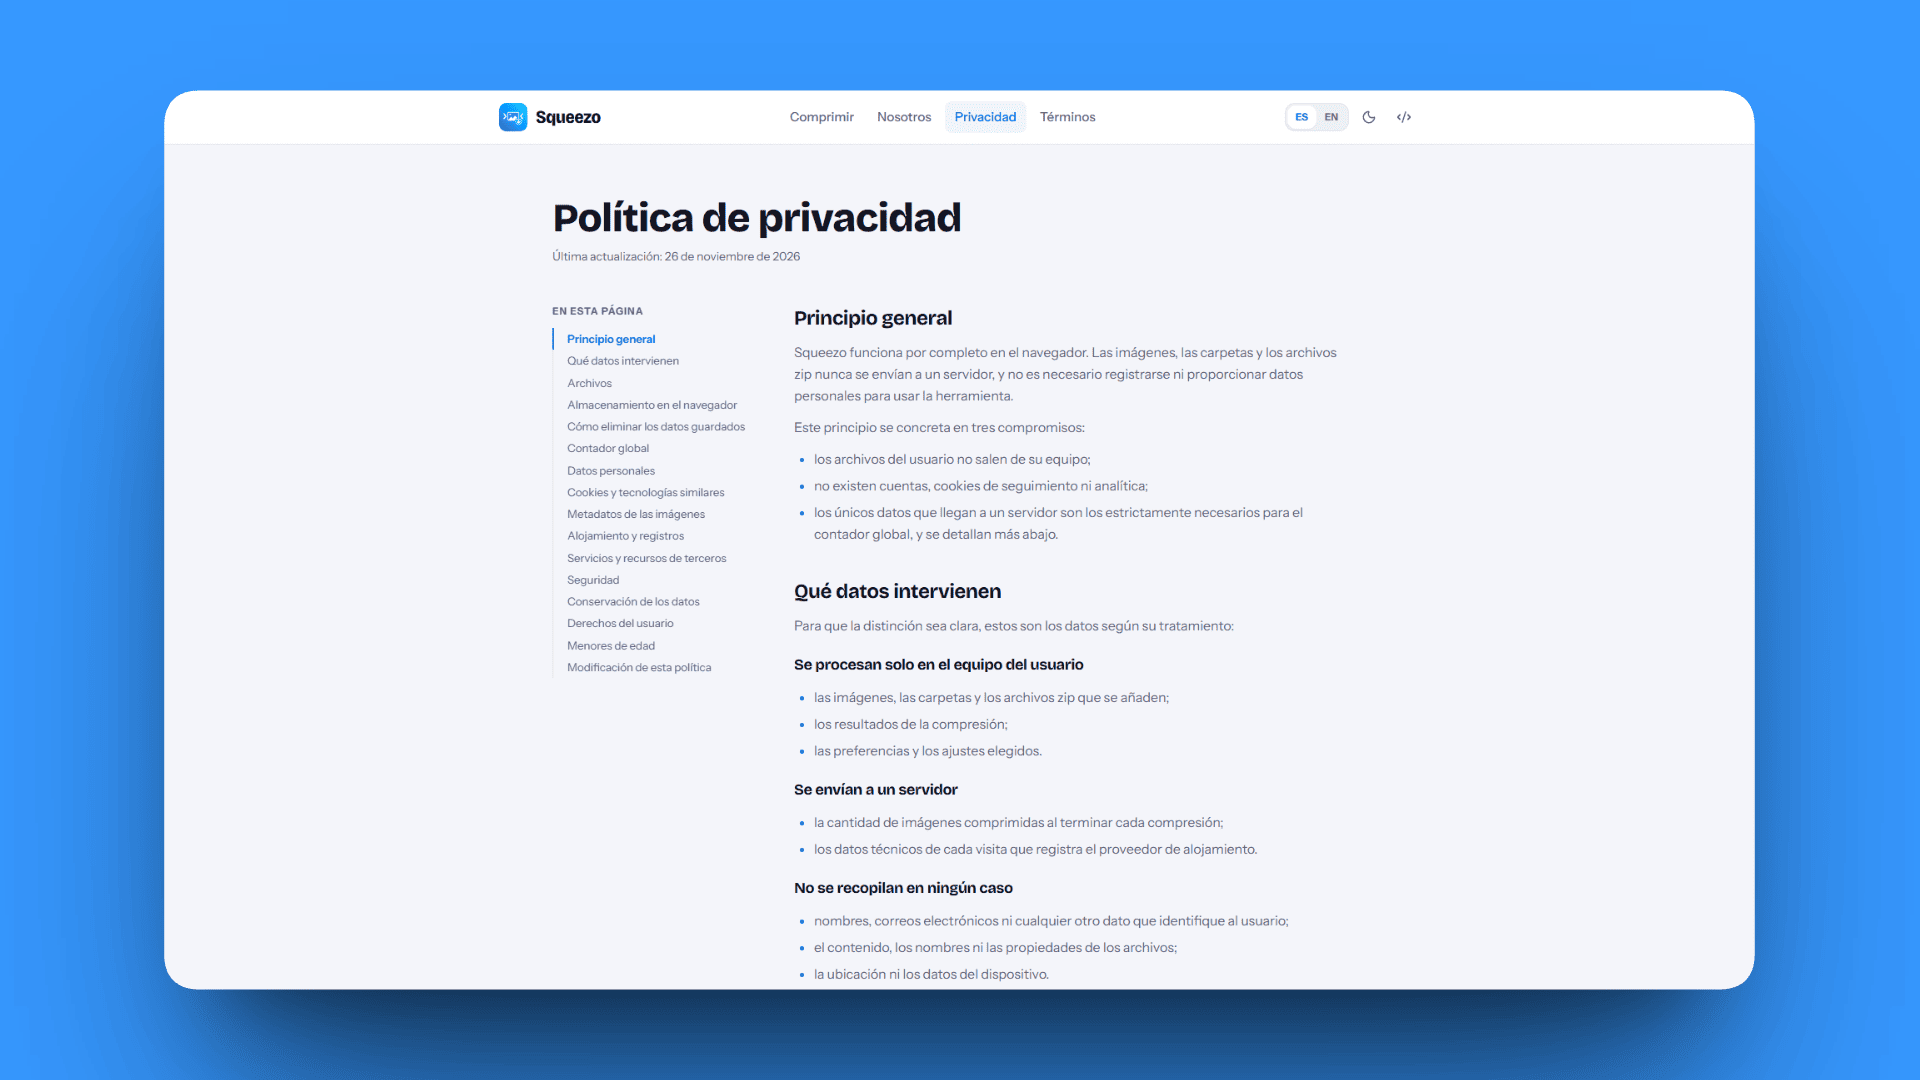 Squeezo
Comprimir
Nosotros
Privacidad
Términos
ES
EN
Política de privacidad
Última actualización: 26 de noviembre de 2026
EN ESTA PÁGINA
Principio general
Qué datos intervienen
Archivos
Almacenamiento en el navegador
Cómo eliminar los datos guardados
Contador global
Datos personales
Cookies y tecnologías similares
Metadatos de las imágenes
Alojamiento y registros
Servicios y recursos de terceros
Seguridad
Conservación de los datos
Derechos del usuario
Menores de edad
Modificación de esta política
Principio general
Squeezo funciona por completo en el navegador. Las imágenes, las carpetas y los archivos
zip nunca se envían a un servidor, y no es necesario registrarse ni proporcionar datos
personales para usar la herramienta.
Este principio se concreta en tres compromisos:
los archivos del usuario no salen de su equipo;
no existen cuentas, cookies de seguimiento ni analítica;
los únicos datos que llegan a un servidor son los estrictamente necesarios para el
contador global, y se detallan más abajo.
Qué datos intervienen
Para que la distinción sea clara, estos son los datos según su tratamiento:
Se procesan solo en el equipo del usuario
las imágenes, las carpetas y los archivos zip que se añaden;
los resultados de la compresión;
las preferencias y los ajustes elegidos.
Se envían a un servidor
la cantidad de imágenes comprimidas al terminar cada compresión;
los datos técnicos de cada visita que registra el proveedor de alojamiento.
No se recopilan en ningún caso
nombres, correos electrónicos ni cualquier otro dato que identifique al usuario;
el contenido, los nombres ni las propiedades de los archivos;
la ubicación ni los datos del dispositivo.